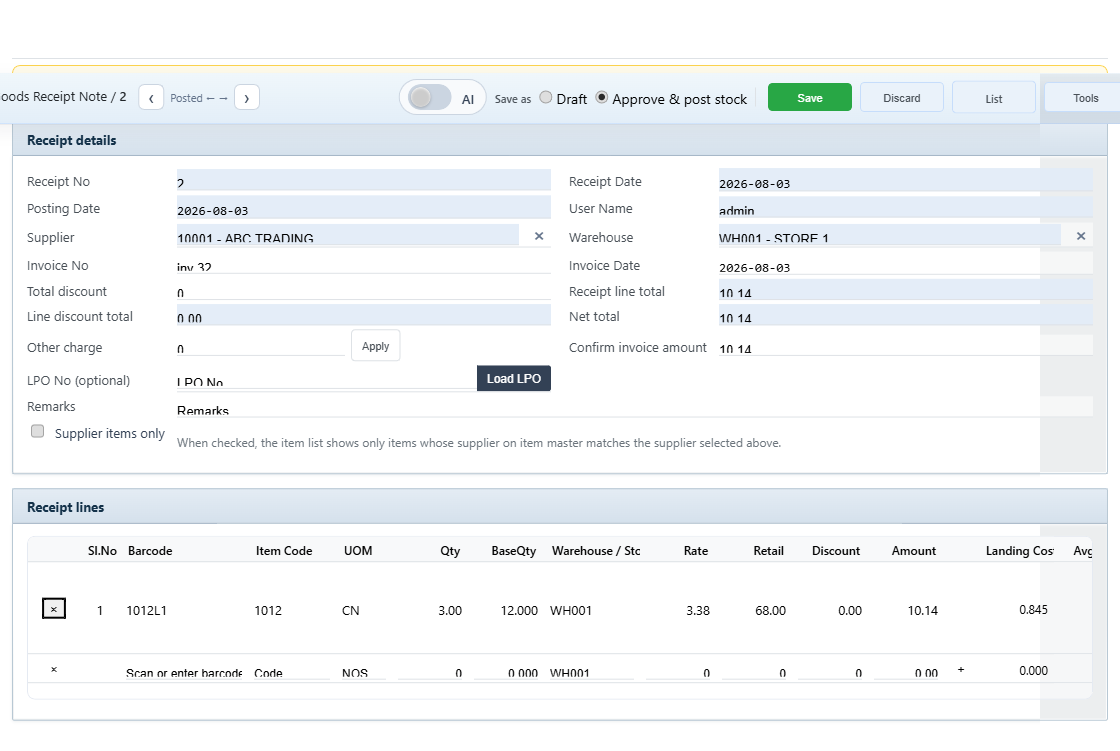 oods Receipt Note / 2 ‹ Posted ←→ › AI Save as Draft Approve & post stock Save Discard List Tools
Receipt details
Receipt No 2 Receipt Date 2026-08-03
Posting Date 2026-08-03 User Name admin
Supplier 10001 - ABC TRADING × Warehouse WH001 - STORE 1 ×
Invoice No inv 32 Invoice Date 2026-08-03
Total discount 0 Receipt line total 10.14
Line discount total 0.00 Net total 10.14
Other charge 0 Apply Confirm invoice amount 10.14
LPO No (optional) LPO No Load LPO
Remarks Remarks
Supplier items only When checked, the item list shows only items whose supplier on item master matches the supplier selected above.
Receipt lines
Sl.No Barcode Item Code UOM Qty BaseQty Warehouse / Stc Rate Retail Discount Amount Landing Cos Avg
× 1 1012L1 1012 CN 3.00 12.000 WH001 3.38 68.00 0.00 10.14 0.845
× Scan or enter barcode Code NOS 0 0.000 WH001 0 0 0 0.00 + 0.000